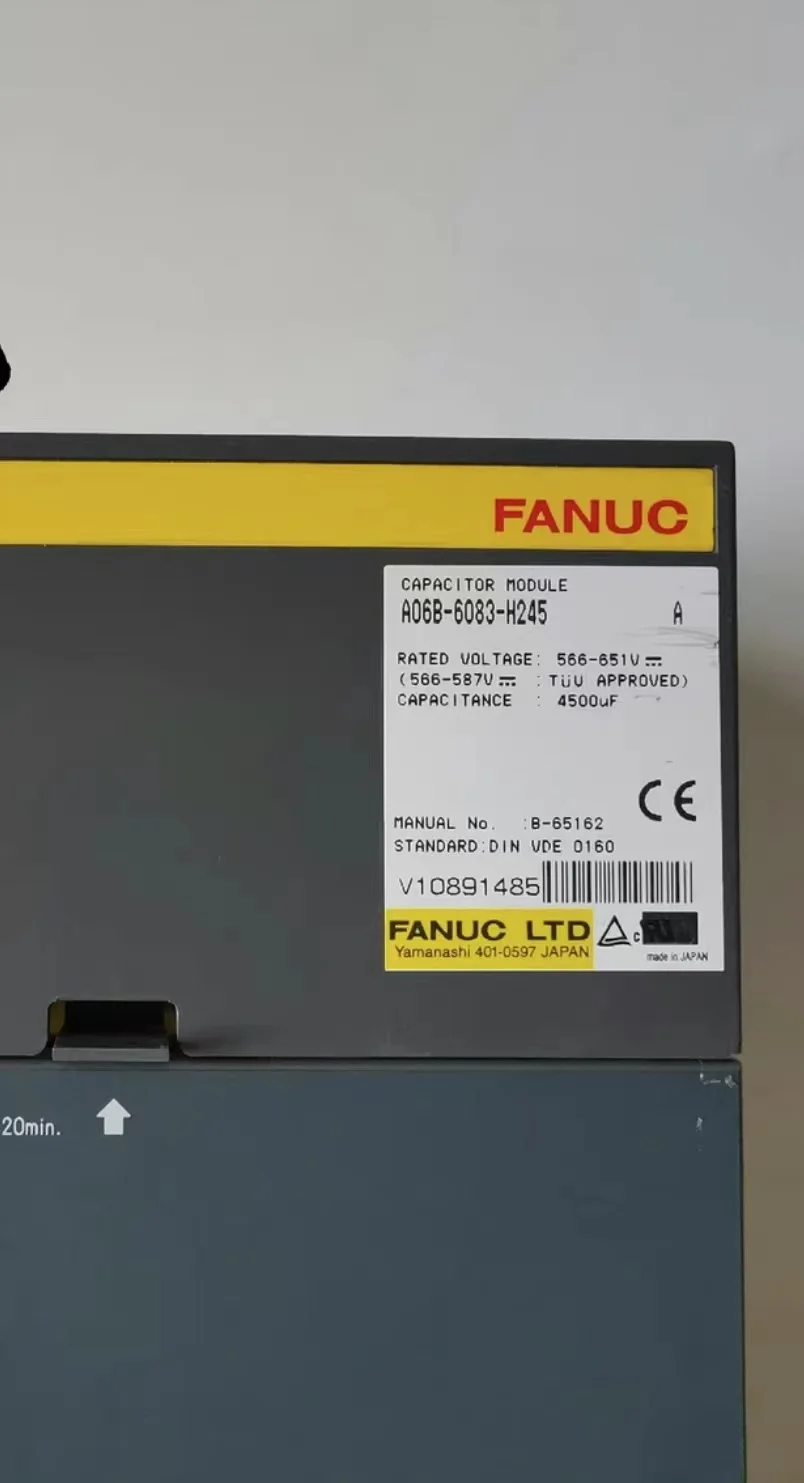 FANUC
CAPACITOR MODULE
A06B-6083-H245 A
RATED VOLTAGE: 566-651V⎓
(566-587V⎓ : TüV APPROVED)
CAPACITANCE : 4500uF
CE
MANUAL No. :B-65162
STANDARD:DIN VDE 0160
V10891485
FANUC LTD
Yamanashi 401-0597 JAPAN
c
made in JAPAN
20min.